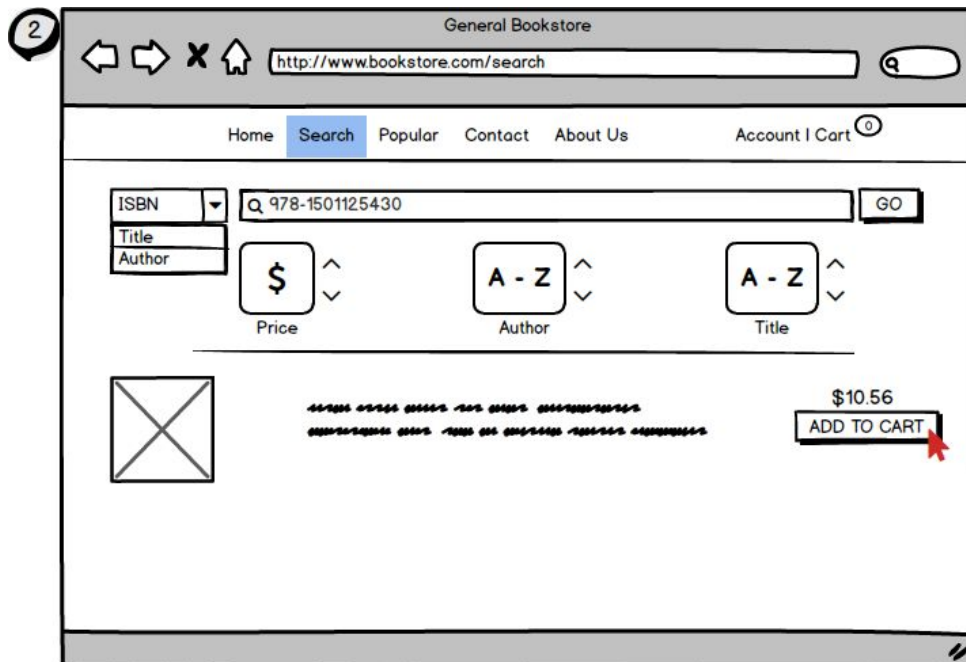 2
General Bookstore
http://www.bookstore.com/search
Home Search Popular Contact About Us Account | Cart 0
ISBN 978-1501125430 GO
Title
Author
$ A - Z A - Z
Price Author Title
$10.56
ADD TO CART